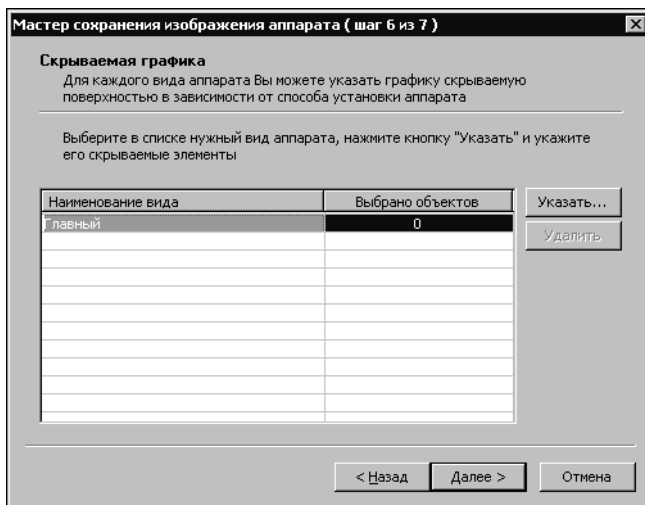 Мастер сохранения изображения аппарата ( шаг 6 из 7 )
Скрываемая графика
Для каждого вида аппарата Вы можете указать графику скрываемую
поверхностью в зависимости от способа установки аппарата
Выберите в списке нужный вид аппарата, нажмите кнопку "Указать" и укажите
его скрываемые элементы
Наименование вида Выбрано объектов Указать...
Главный 0 Удалить
< Назад Далее > Отмена